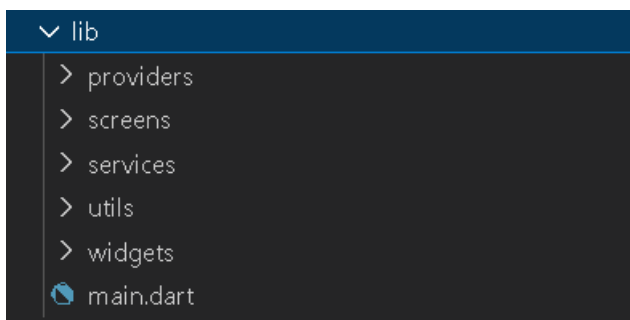 lib
providers
screens
services
utils
widgets
main.dart